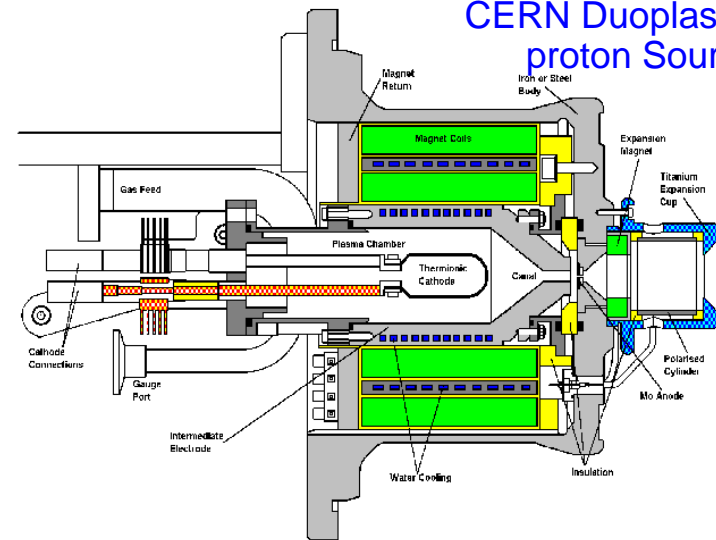 CERN Duoplas
proton Sour
Magnet
Return
Iron or Steel
Body
Expansion
Magnet
Titanium
Expansion
Cup
Magnet Coils
Gas Feed
Plasma Chamber
Thermionic
Cathode
Canal
Cathode
Connections
Gauge
Port
Polarised
Cylinder
Mo Anode
Intermediate
Electrode
Water Cooling
Insulation